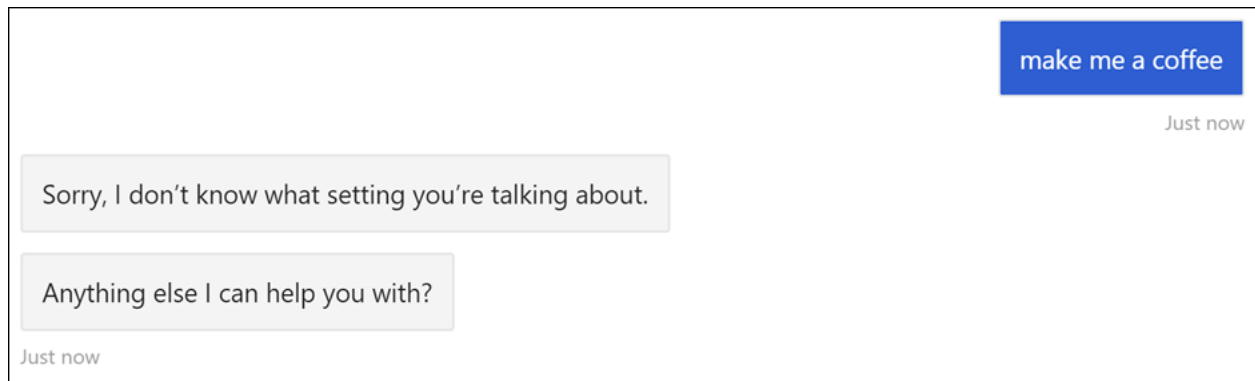 make me a coffee
Just now
Sorry, I don’t know what setting you’re talking about.
Anything else I can help you with?
Just now